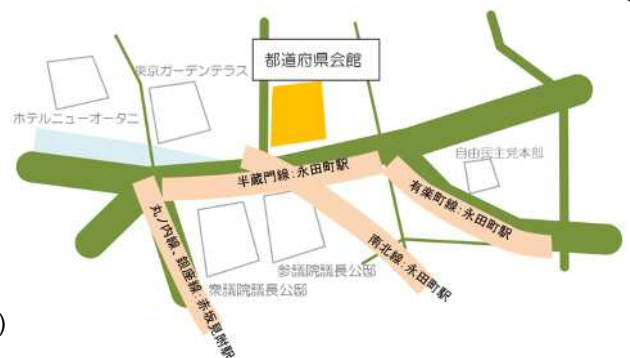 都道府県会館
東京ガーデンテラス
ホテルニューオータニ
自由民主党本部
半蔵門線：永田町駅
有楽町線：永田町駅
南北線：永田町駅
丸ノ内線、銀座線：赤坂見附駅
参議院議長公邸
衆議院議長公邸
)